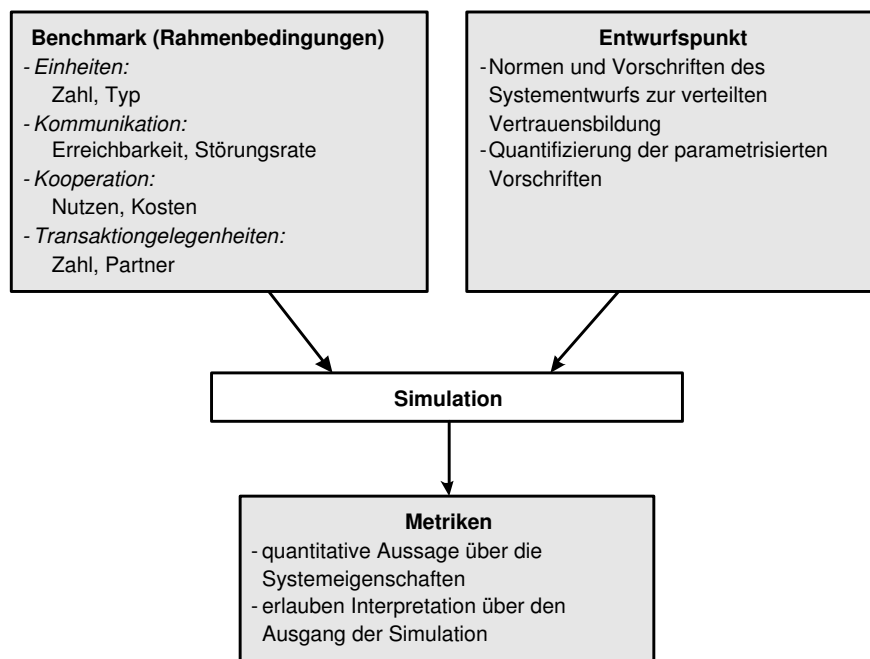 Benchmark (Rahmenbedingungen)
- Einheiten:
Zahl, Typ
- Kommunikation:
Erreichbarkeit, Störungsrate
- Kooperation:
Nutzen, Kosten
- Transaktiongelegenheiten:
Zahl, Partner
Entwurfspunkt
- Normen und Vorschriften des
Systementwurfs zur verteilten
Vertrauensbildung
- Quantifizierung der parametrisierten
Vorschriften
Simulation
Metriken
- quantitative Aussage über die
Systemeigenschaften
- erlauben Interpretation über den
Ausgang der Simulation